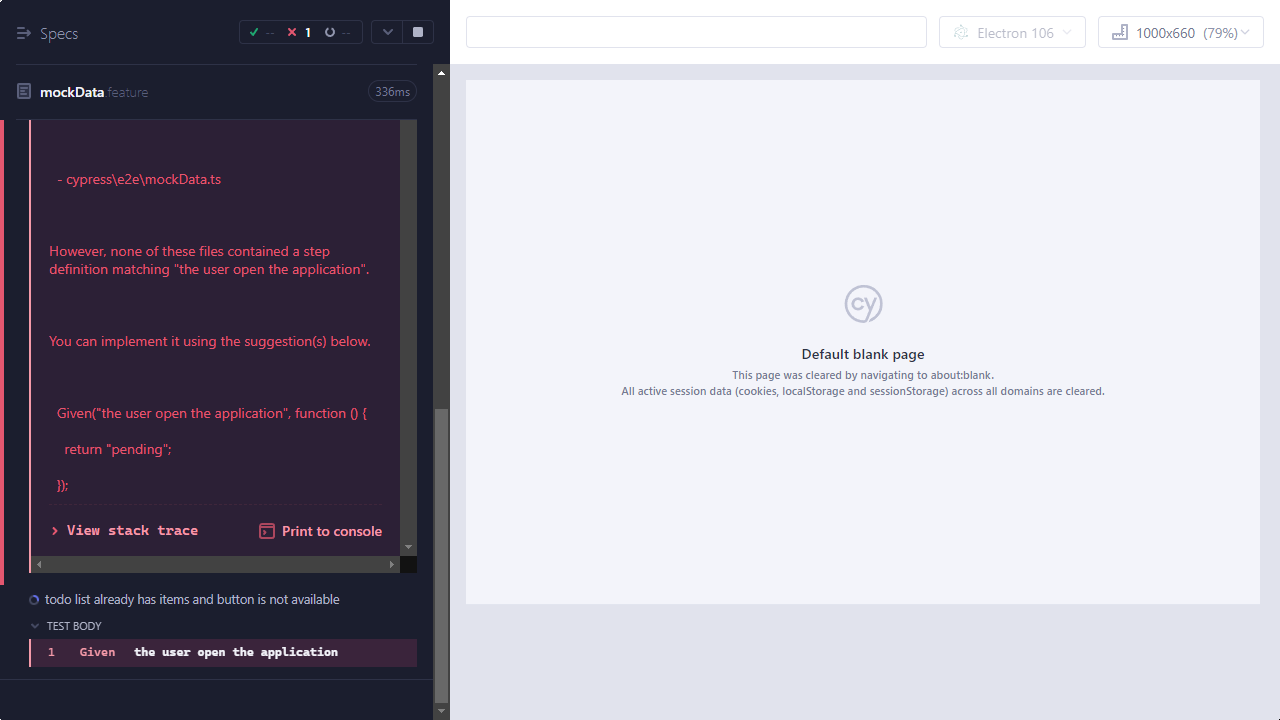 Specs
-- 1 --
Electron 106
1000x660 (79%)
mockData.feature
336ms
- cypress\e2e\mockData.ts
However, none of these files contained a step
definition matching "the user open the application".
You can implement it using the suggestion(s) below.
Given("the user open the application", function () {
return "pending";
});
View stack trace
Print to console
todo list already has items and button is not available
TEST BODY
1 Given the user open the application
cy
Default blank page
This page was cleared by navigating to about:blank.
All active session data (cookies, localStorage and sessionStorage) across all domains are cleared.